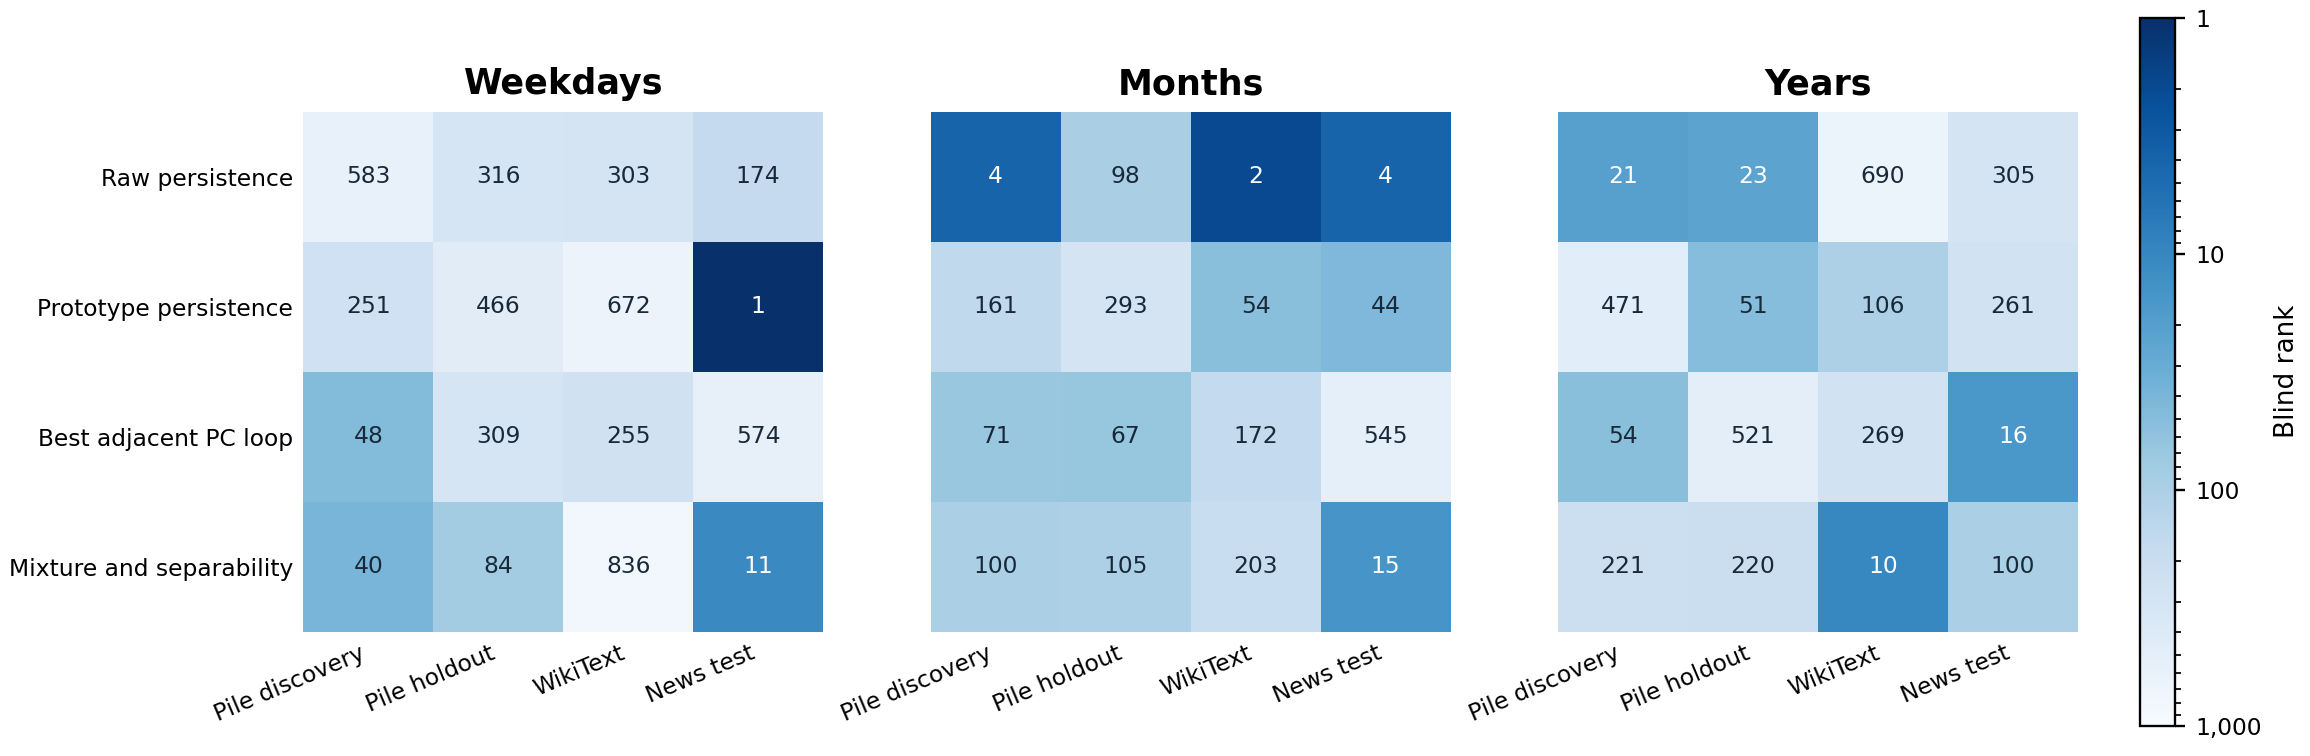 Weekdays Months Years
Raw persistence 583 316 303 174 4 98 2 4 21 23 690 305
Prototype persistence 251 466 672 1 161 293 54 44 471 51 106 261
Best adjacent PC loop 48 309 255 574 71 67 172 545 54 521 269 16
Mixture and separability 40 84 836 11 100 105 203 15 221 220 10 100
Pile discovery Pile holdout WikiText News test Pile discovery Pile holdout WikiText News test Pile discovery Pile holdout WikiText News test
1
10
100
1,000
Blind rank